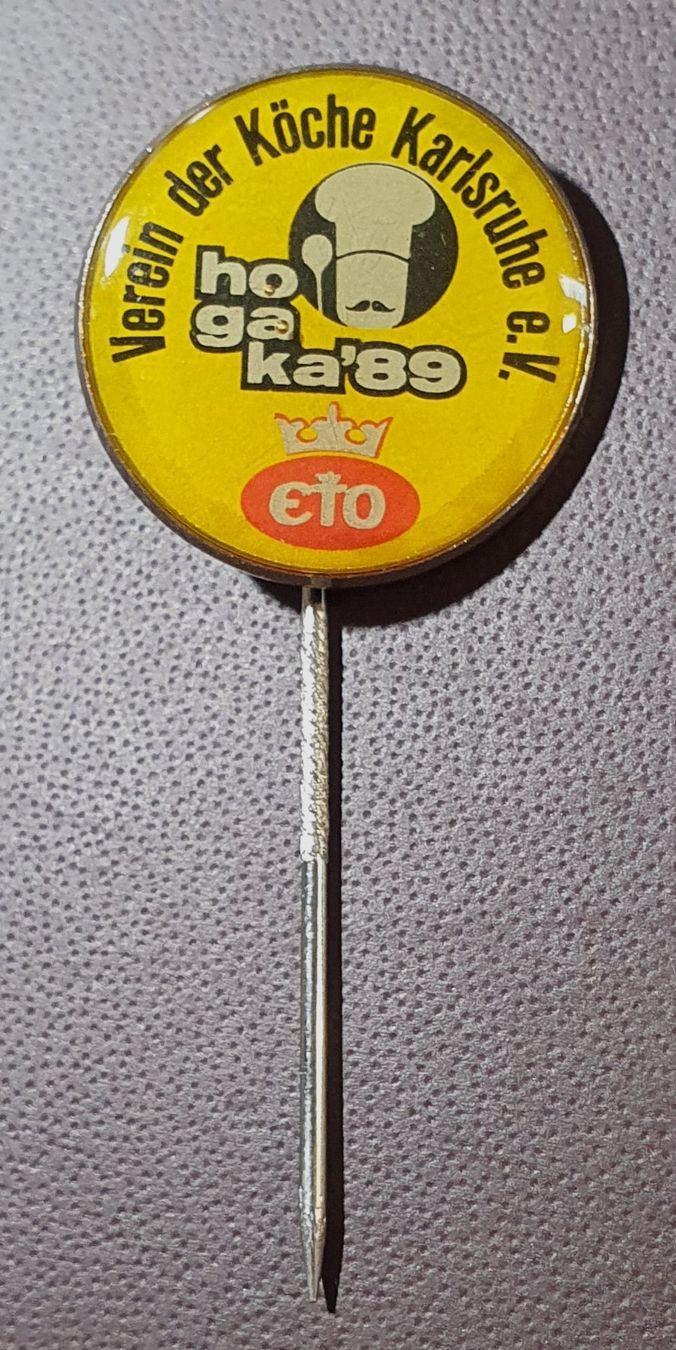 Verein der Köche Karlsruhe e.V.
ho
ga
ka'89
ETO